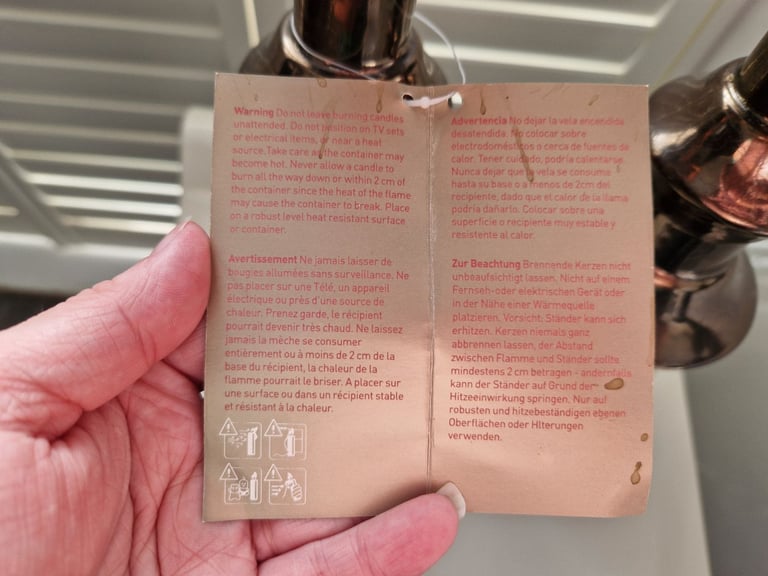 Warning Do not leave burning candles
unattended. Do not position on TV sets
or electrical items, or near a heat
source.Take care as the container may
become hot. Never allow a candle to
burn all the way down or within 2 cm of
the container since the heat of the flame
may cause the container to break. Place
on a robust level heat resistant surface
or container.
Avertissement Ne jamais laisser de
bougies allumées sans surveillance. Ne
pas placer sur une Télé, un appareil
électrique ou près d'une source de
chaleur. Prenez garde, le récipient
pourrait devenir très chaud. Ne laissez
jamais la mèche se consumer
entièrement ou à moins de 2 cm de la
base du récipient, la chaleur de la
flamme pourrait le briser. A placer sur
une surface ou dans un récipient stable
et résistant à la chaleur.
Advertencia No dejar la vela encendida
desatendida. No colocar sobre
electrodomésticos o cerca de fuentes de
calor. Tener cuidado, podría calentarse.
Nunca dejar que la vela se consuma
hasta su base o a menos de 2cm del
recipiente, dado que el calor de la llama
podría dañarlo. Colocar sobre una
superficie o recipiente muy estable y
resistente al calor.
Zur Beachtung Brennende Kerzen nicht
unbeaufsichtigt lassen. Nicht auf einem
Fernseh-oder elektrischen Gerät oder
in der Nähe einer Wärmequelle
platzieren. Vorsicht: Ständer kann sich
erhitzen. Kerzen niemals ganz
abbrennen lassen, der Abstand
zwischen Flamme und Ständer sollte
mindestens 2 cm betragen - andernfalls
kann der Ständer auf Grund der
Hitzeeinwirkung springen. Nur auf
robusten und hitzebeständigen ebenen
Oberflächen oder Hlterungen
verwenden.